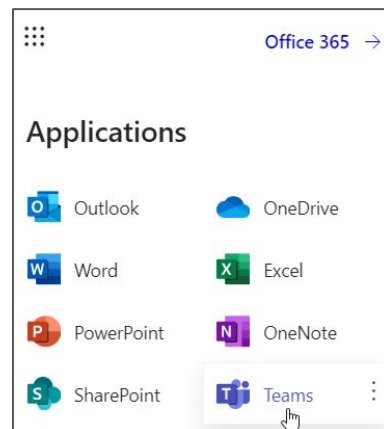 Office 365 →
Applications
Outlook
OneDrive
Word
Excel
PowerPoint
OneNote
SharePoint
Teams